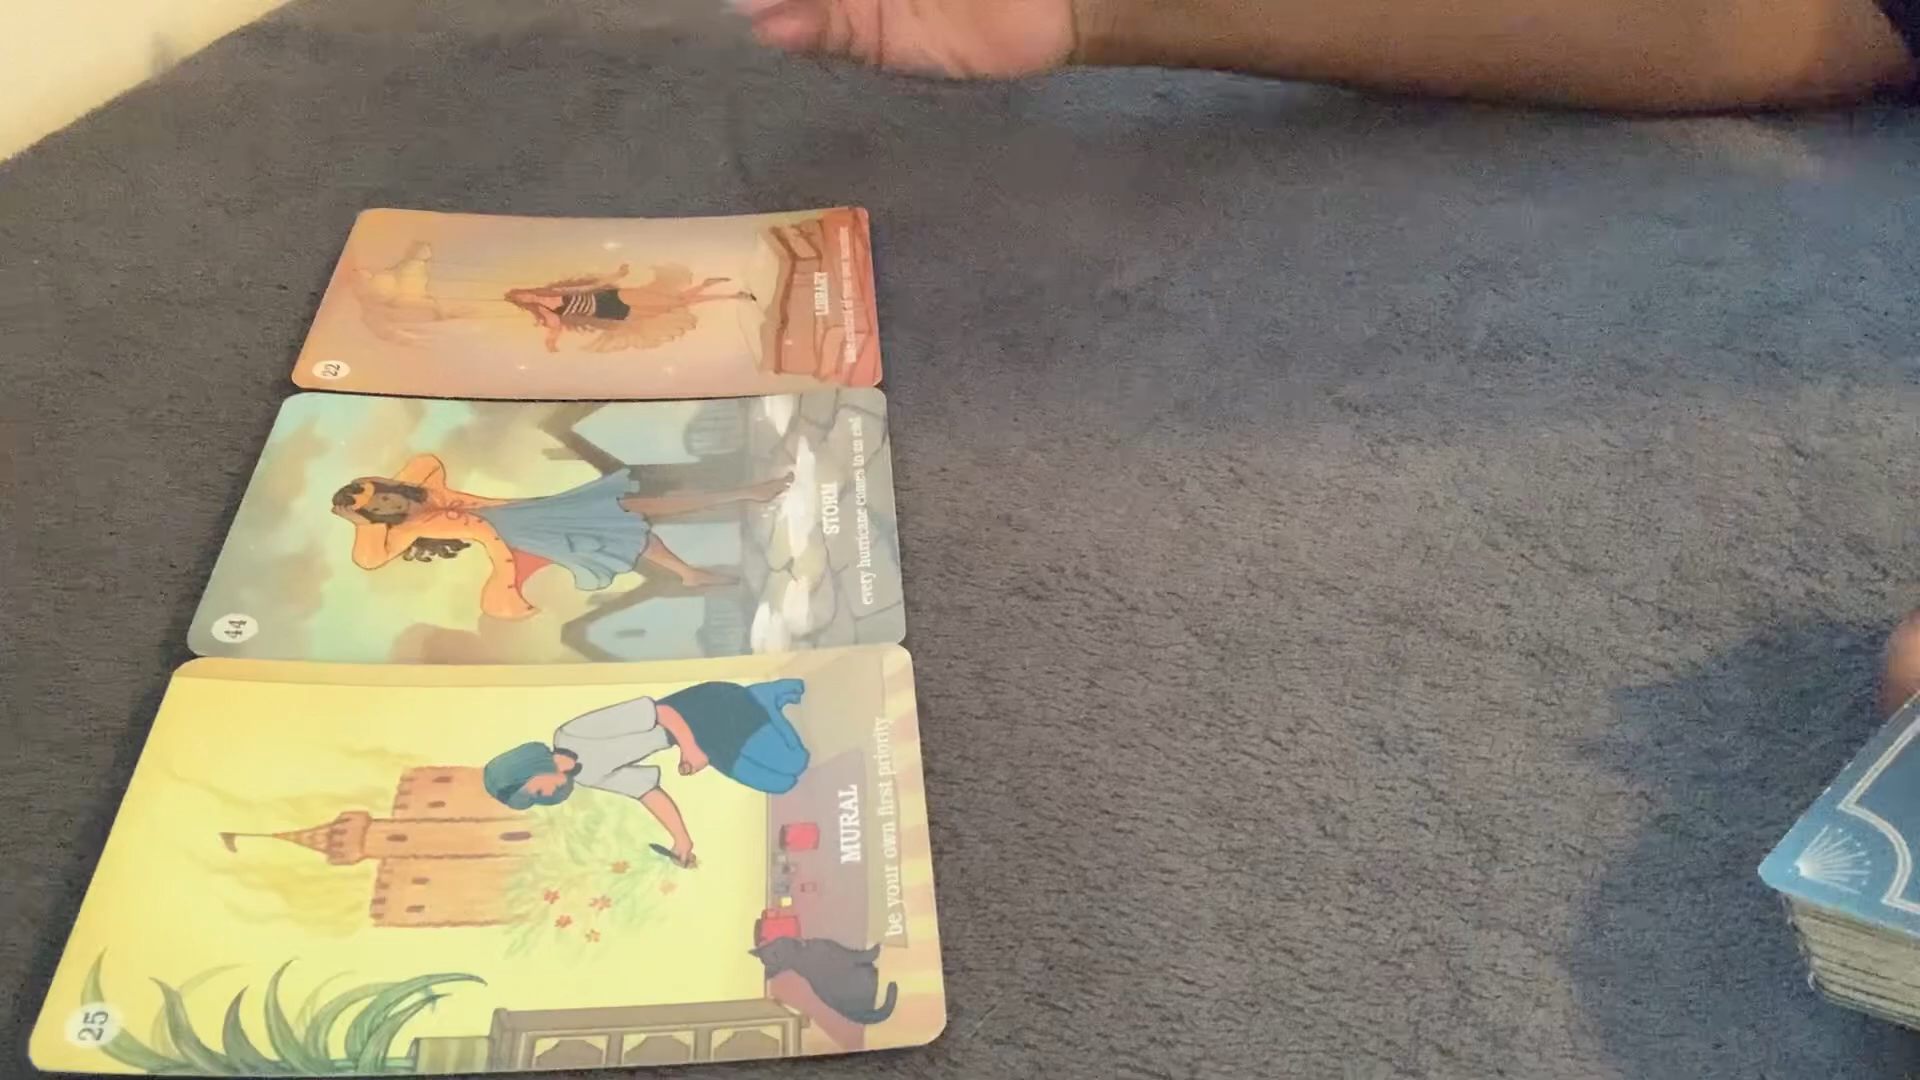 22
LIBRARY
44
STORM
every hurricane comes to an end
25
MURAL
be your own first priority